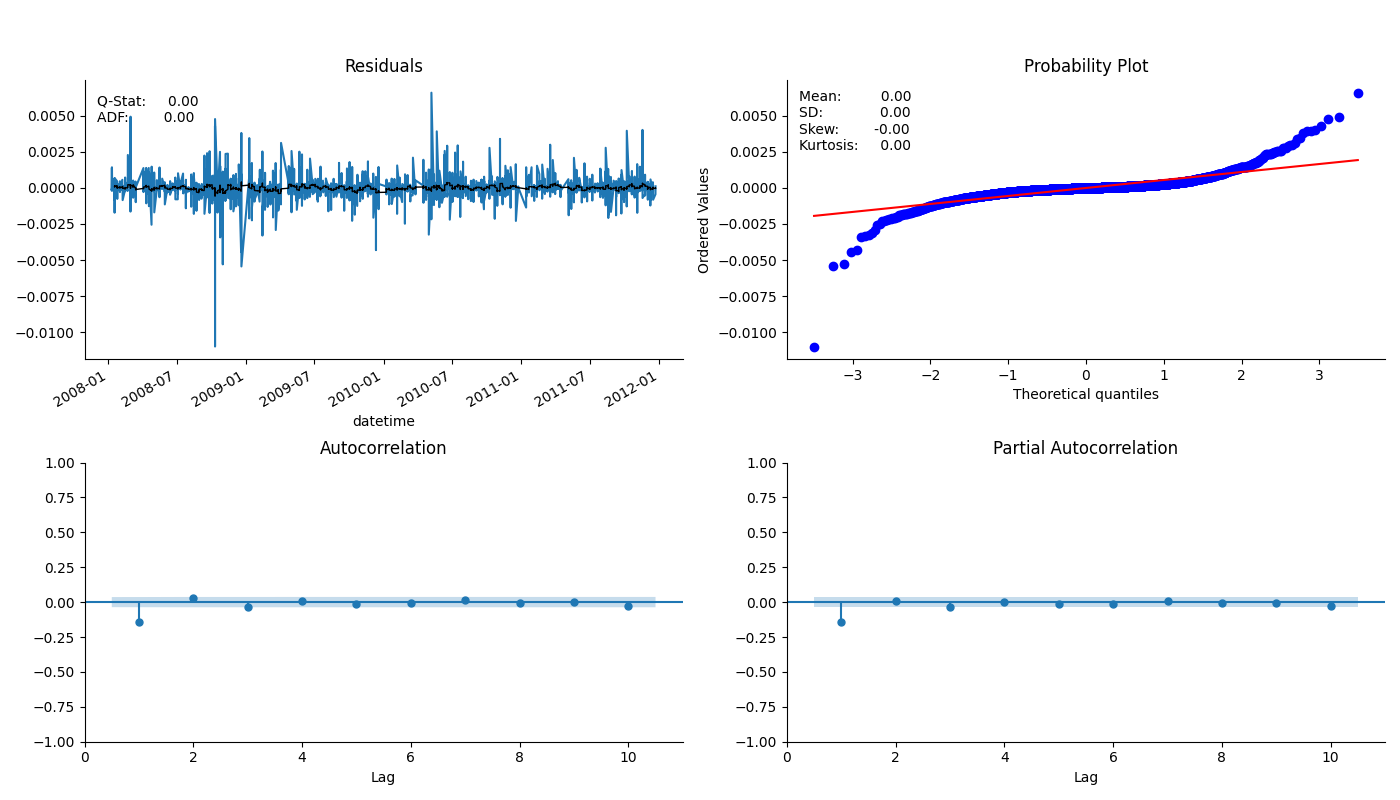 Residuals
Q-Stat: 0.00
ADF: 0.00
0.0050
0.0025
0.0000
−0.0025
−0.0050
−0.0075
−0.0100
2008-01 2008-07 2009-01 2009-07 2010-01 2010-07 2011-01 2011-07 2012-01
datetime
Probability Plot
Mean: 0.00
SD: 0.00
Skew: -0.00
Kurtosis: 0.00
Ordered Values
0.0050
0.0025
0.0000
−0.0025
−0.0050
−0.0075
−0.0100
−3 −2 −1 0 1 2 3
Theoretical quantiles
Autocorrelation
1.00
0.75
0.50
0.25
0.00
−0.25
−0.50
−0.75
−1.00
0 2 4 6 8 10
Lag
Partial Autocorrelation
1.00
0.75
0.50
0.25
0.00
−0.25
−0.50
−0.75
−1.00
0 2 4 6 8 10
Lag